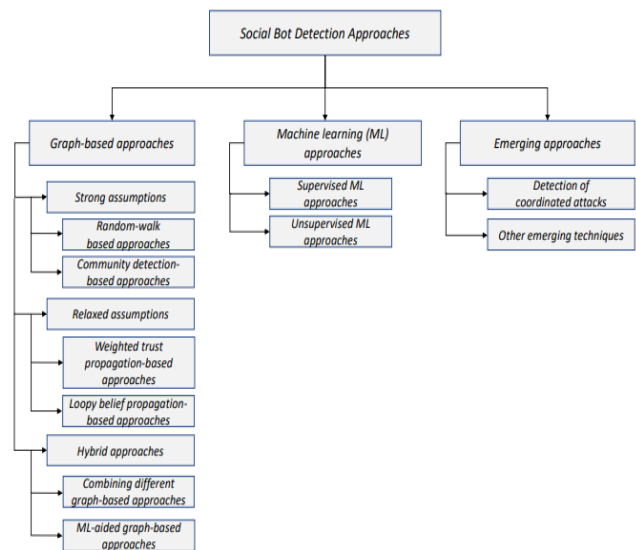 Social Bot Detection Approaches
Graph-based approaches
Machine learning (ML)
approaches
Emerging approaches
Strong assumptions
Random-walk
based approaches
Community detection-
based approaches
Relaxed assumptions
Weighted trust
propagation-based
approaches
Loopy belief propagation-
based approaches
Hybrid approaches
Combining different
graph-based approaches
ML-aided graph-based
approaches
Supervised ML
approaches
Unsupervised ML
approaches
Detection of
coordinated attacks
Other emerging techniques